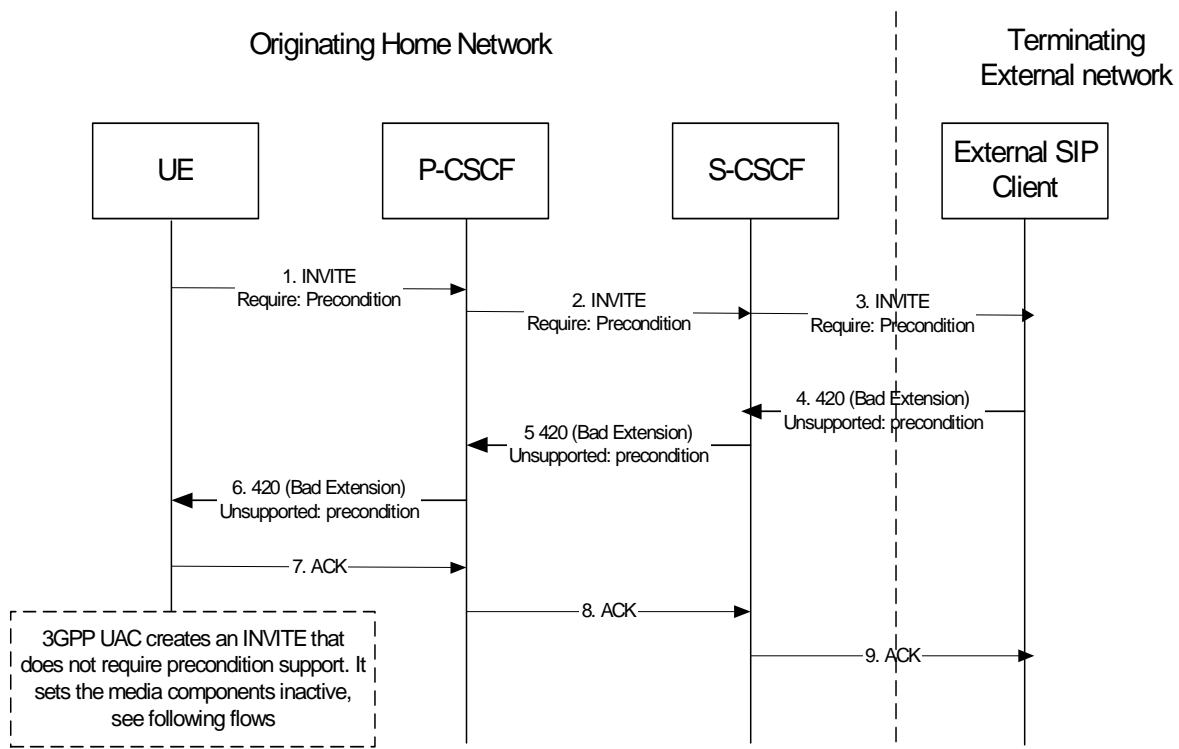 Originating Home Network
Terminating
External network
UE
P-CSCF
S-CSCF
External SIP
Client
1. INVITE
Require: Precondition
2. INVITE
Require: Precondition
3. INVITE
Require: Precondition
4. 420 (Bad Extension)
Unsupported: precondition
5 420 (Bad Extension)
Unsupported: precondition
6. 420 (Bad Extension)
Unsupported: precondition
7. ACK
8. ACK
9. ACK
3GPP UAC creates an INVITE that
does not require precondition support. It
sets the media components inactive,
see following flows